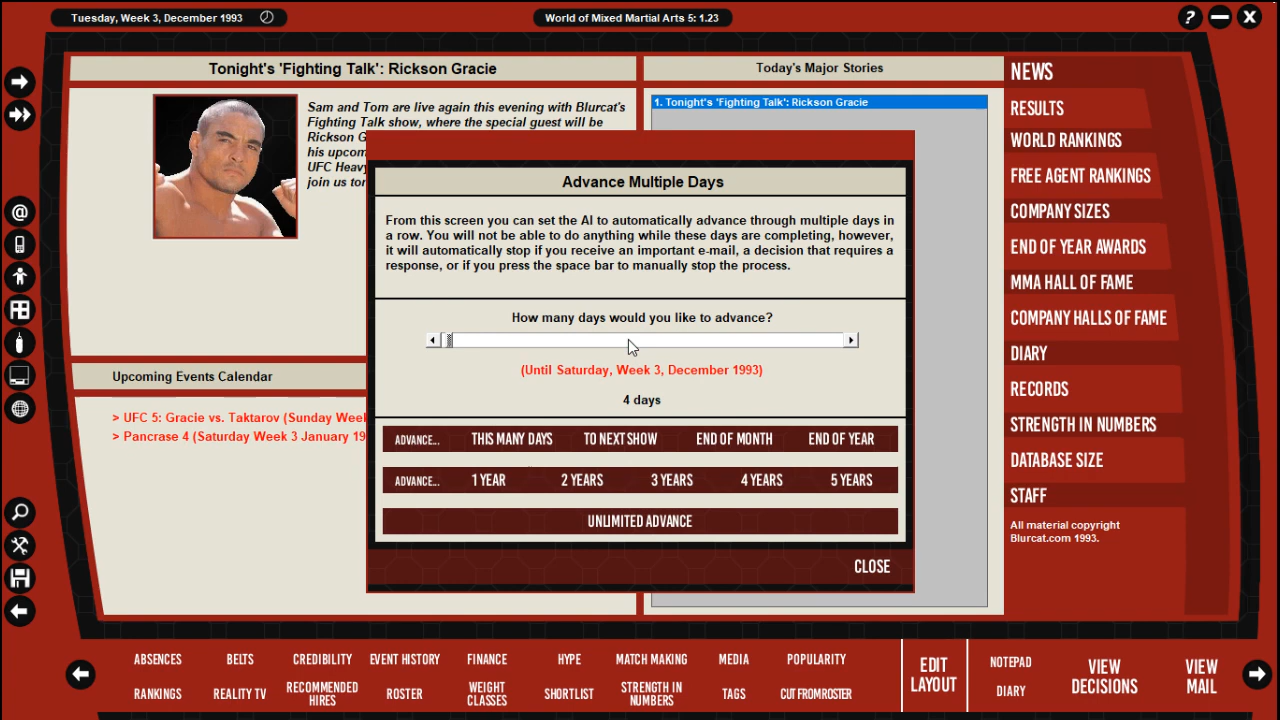 Tuesday, Week 3, December 1993
World of Mixed Martial Arts 5: 1.23
?
X
Tonight's 'Fighting Talk': Rickson Gracie
Today's Major Stories
Sam and Tom are live again this evening with Blurcat's
Fighting Talk show, where the special guest will be
Rickson G
his upcom
UFC Heavy
join us ton
1. Tonight's 'Fighting Talk': Rickson Gracie
Advance Multiple Days
From this screen you can set the AI to automatically advance through multiple days in
a row. You will not be able to do anything while these days are completing, however,
it will automatically stop if you receive an important e-mail, a decision that requires a
response, or if you press the space bar to manually stop the process.
How many days would you like to advance?
(Until Saturday, Week 3, December 1993)
4 days
ADVANCE... THIS MANY DAYS TO NEXT SHOW END OF MONTH END OF YEAR
ADVANCE... 1 YEAR 2 YEARS 3 YEARS 4 YEARS 5 YEARS
UNLIMITED ADVANCE
CLOSE
Upcoming Events Calendar
> UFC 5: Gracie vs. Taktarov (Sunday Week
> Pancrase 4 (Saturday Week 3 January 19
NEWS
RESULTS
WORLD RANKINGS
FREE AGENT RANKINGS
COMPANY SIZES
END OF YEAR AWARDS
MMA HALL OF FAME
COMPANY HALLS OF FAME
DIARY
RECORDS
STRENGTH IN NUMBERS
DATABASE SIZE
STAFF
All material copyright
Blurcat.com 1993.
@
ABSENCES BELTS CREDIBILITY EVENT HISTORY FINANCE HYPE MATCH MAKING MEDIA POPULARITY
RANKINGS REALITY TV RECOMMENDED HIRES ROSTER WEIGHT CLASSES SHORTLIST STRENGTH IN NUMBERS TAGS CUT FROM ROSTER
EDIT
LAYOUT
NOTEPAD
DIARY
VIEW
DECISIONS
VIEW
MAIL